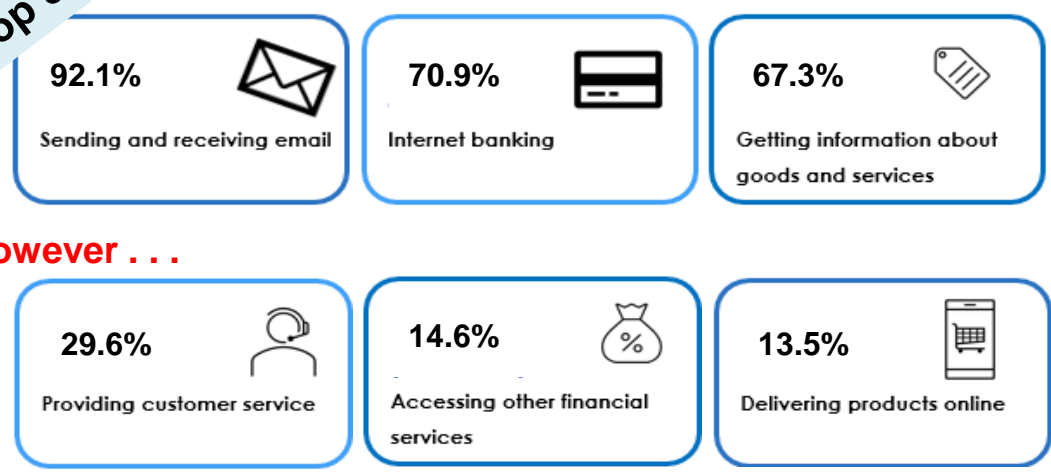 op
92.1%
70.9%
67.3%
Sending and receiving email
Internet banking
Getting information about
goods and services
owever . . .
29.6%
14.6%
%
13.5%
Providing customer service
Accessing other financial
services
Delivering products online